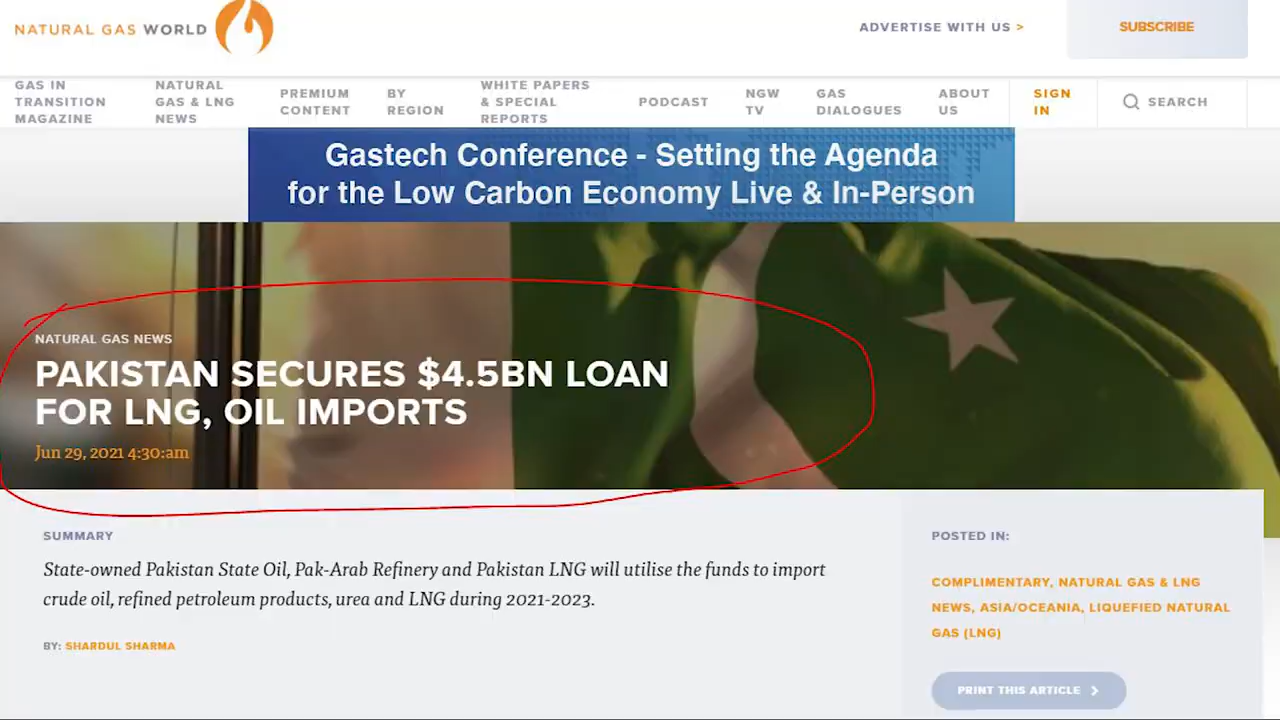 NATURAL GAS WORLD
ADVERTISE WITH US >
SUBSCRIBE
GAS IN
TRANSITION
MAGAZINE
NATURAL
GAS & LNG
NEWS
PREMIUM
CONTENT
BY
REGION
WHITE PAPERS
& SPECIAL
REPORTS
PODCAST
NGW
TV
GAS
DIALOGUES
ABOUT
US
SIGN
IN
SEARCH
Gastech Conference - Setting the Agenda
for the Low Carbon Economy Live & In-Person
NATURAL GAS NEWS
PAKISTAN SECURES $4.5BN LOAN
FOR LNG, OIL IMPORTS
Jun 29, 2021 4:30:am
SUMMARY
State-owned Pakistan State Oil, Pak-Arab Refinery and Pakistan LNG will utilise the funds to import
crude oil, refined petroleum products, urea and LNG during 2021-2023.
BY: SHARDUL SHARMA
POSTED IN:
COMPLIMENTARY, NATURAL GAS & LNG
NEWS, ASIA/OCEANIA, LIQUEFIED NATURAL
GAS (LNG)
PRINT THIS ARTICLE